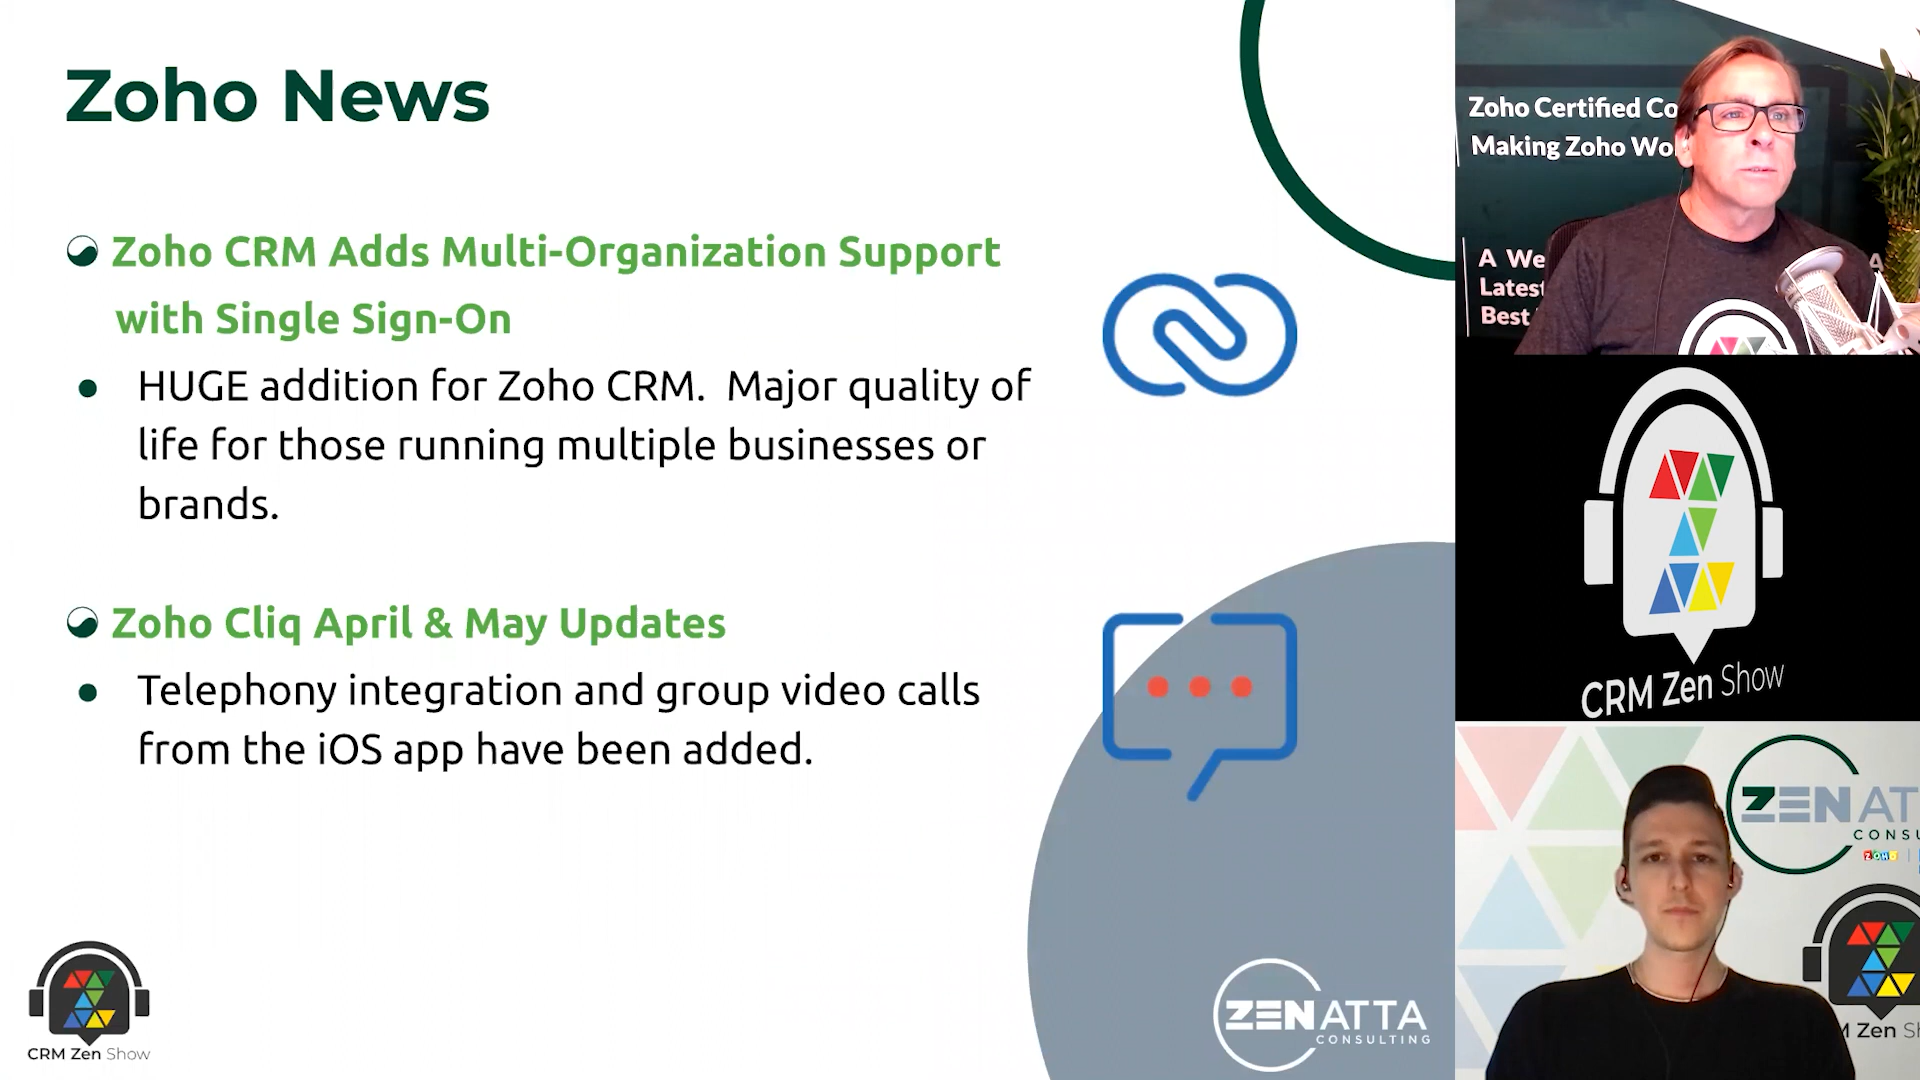 Zoho News
Zoho CRM Adds Multi-Organization Support
with Single Sign-On
HUGE addition for Zoho CRM. Major quality of
life for those running multiple businesses or
brands.
Zoho Cliq April & May Updates
Telephony integration and group video calls
from the iOS app have been added.
CRM Zen Show
ZENATTA
CONSULTING
Zoho Certified Co
Making Zoho Wo
A We
Latest
Best
A
CRM Zen Show
ZENAT
CONSU
ZOHO
M Zen Sh